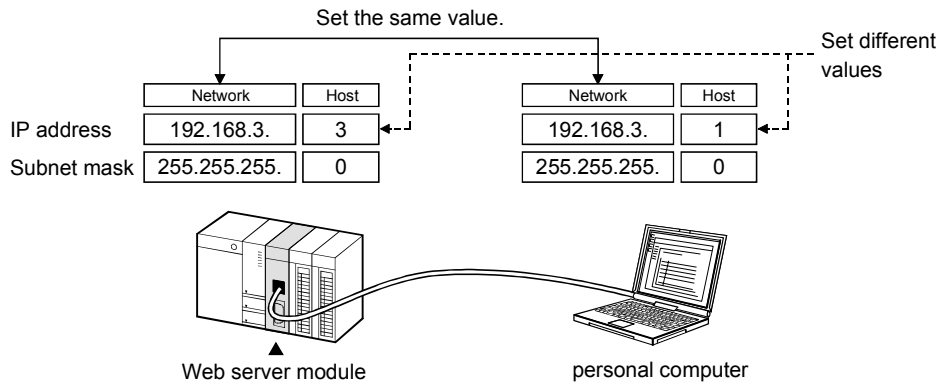 Set the same value.
Set different
values
Network Host Network Host
IP address 192.168.3. 3 192.168.3. 1
Subnet mask 255.255.255. 0 255.255.255. 0
Web server module personal computer